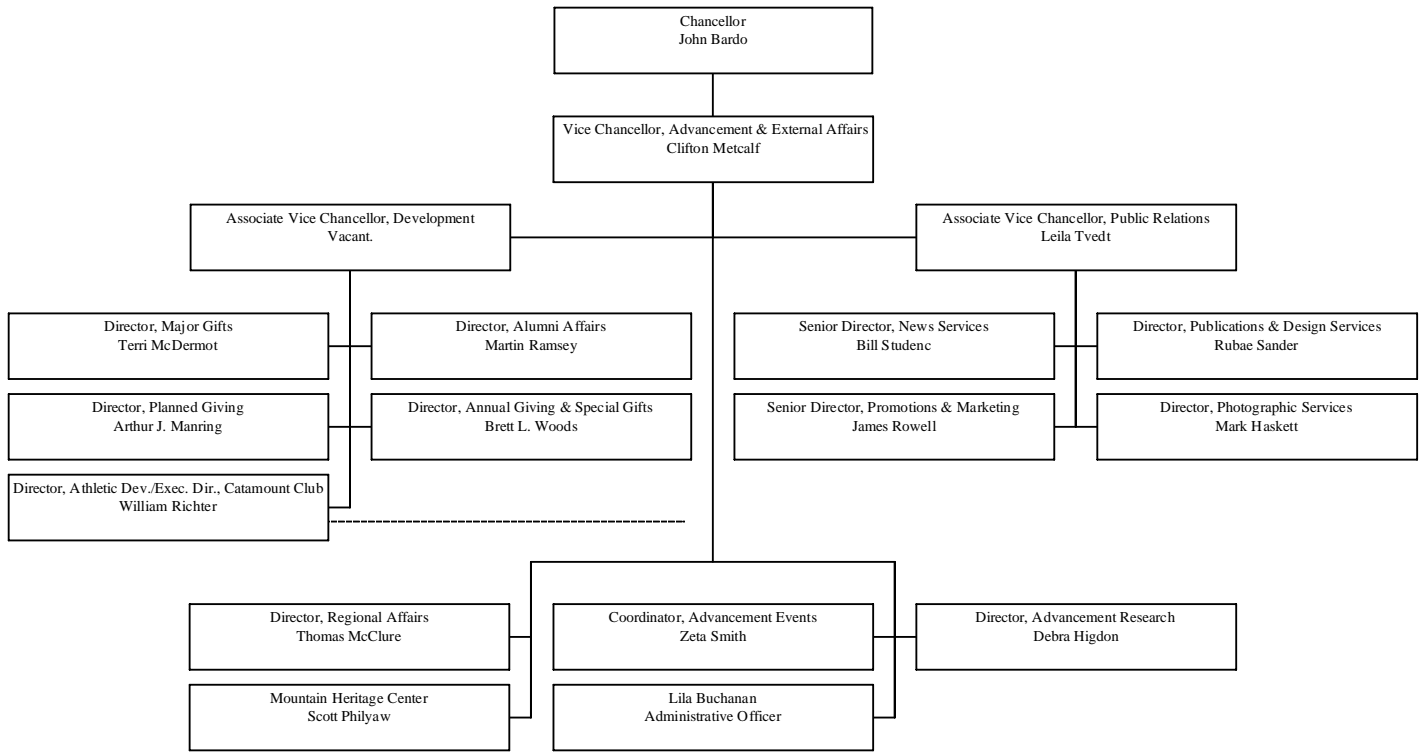 Chancellor
John Bardo
Vice Chancellor, Advancement & External Affairs
Clifton Metcalf
Associate Vice Chancellor, Development
Vacant.
Associate Vice Chancellor, Public Relations
Leila Tvedt
Director, Major Gifts
Terri McDermot
Director, Alumni Affairs
Martin Ramsey
Senior Director, News Services
Bill Studenc
Director, Publications & Design Services
Rubae Sander
Director, Planned Giving
Arthur J. Manring
Director, Annual Giving & Special Gifts
Brett L. Woods
Senior Director, Promotions & Marketing
James Rowell
Director, Photographic Services
Mark Haskett
Director, Athletic Dev./Exec. Dir., Catamount Club
William Richter
Director, Regional Affairs
Thomas McClure
Coordinator, Advancement Events
Zeta Smith
Director, Advancement Research
Debra Higdon
Mountain Heritage Center
Scott Philyaw
Lila Buchanan
Administrative Officer